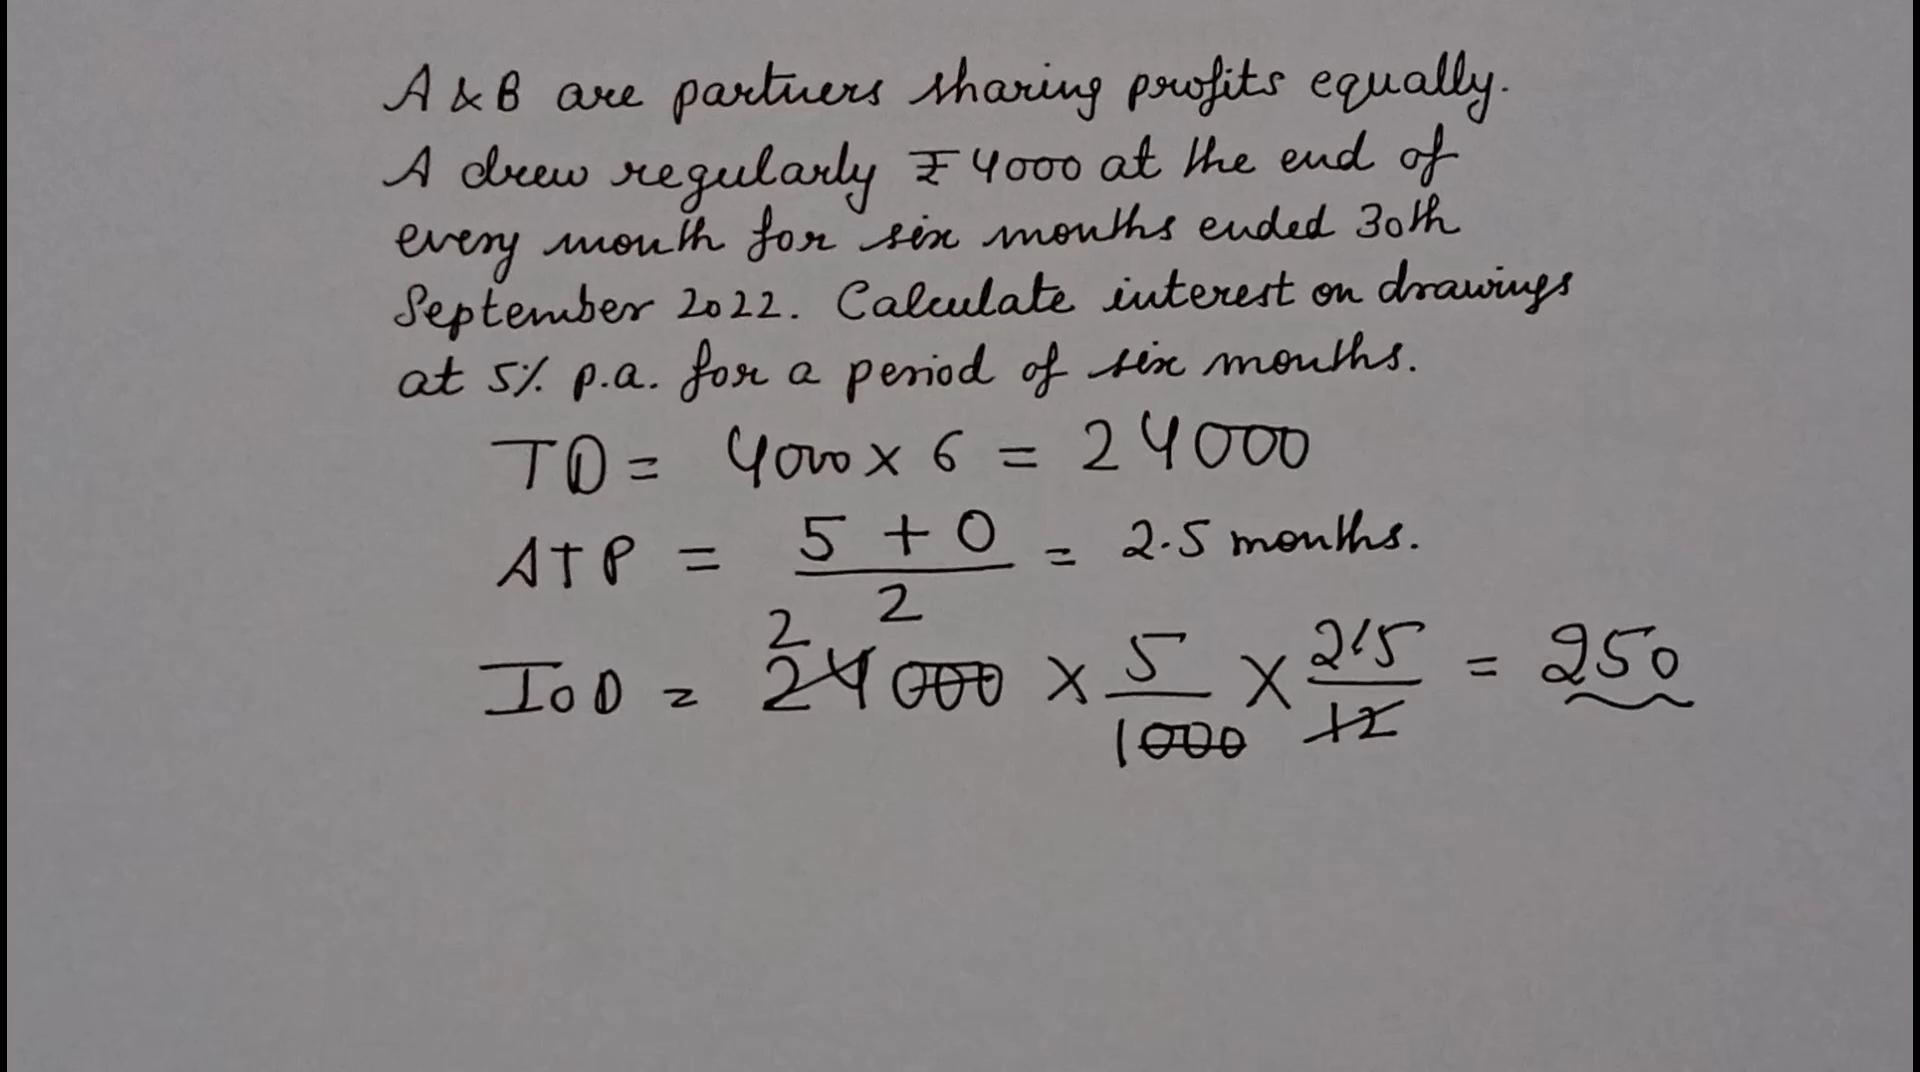 A & B are partners sharing profits equally.
A drew regularly ₹4000 at the end of
every month for six months ended 30th
September 2022. Calculate interest on drawings
at 5% p.a. for a period of six months.
TD = 4000 x 6 = 24000
ATP = 5 + 0 / 2 = 2.5 months.
2
IOD = 24000 x 5/1000 x 2.5/12 = 250